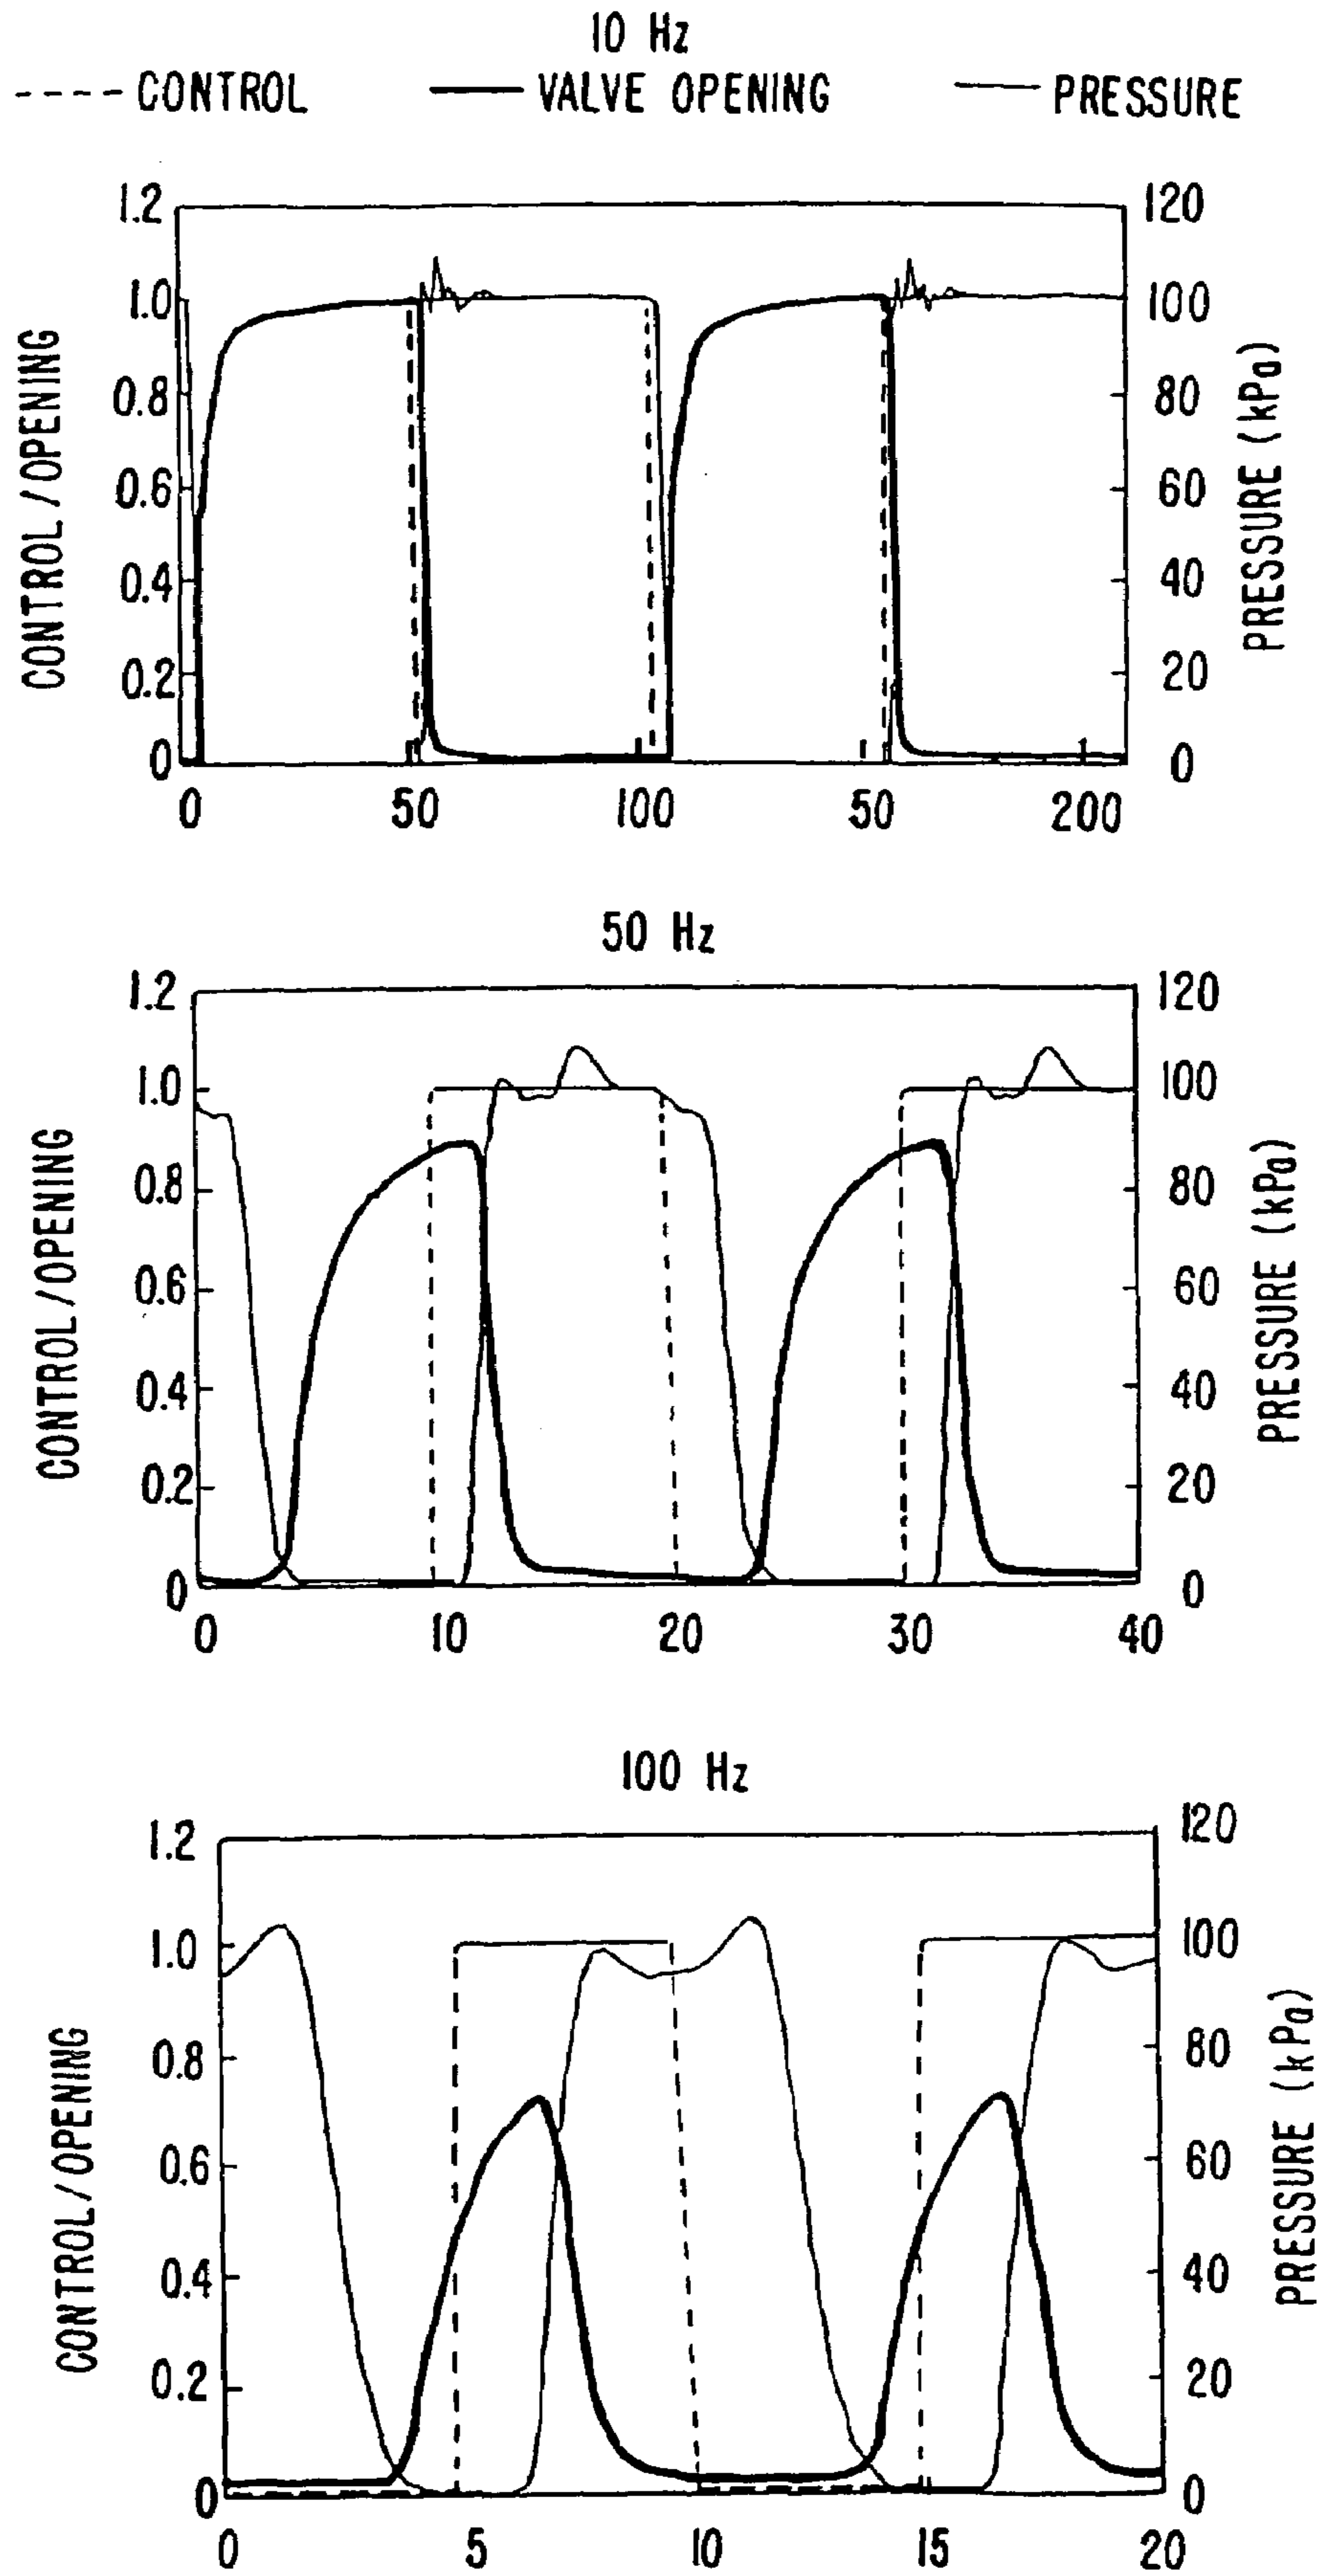 10 Hz
---- CONTROL — VALVE OPENING — PRESSURE
1.2 120
1.0 100
0.8 80
0.6 60
0.4 40
0.2 20
0 0
CONTROL / OPENING
PRESSURE (kPa)
0 50 100 50 200
50 Hz
1.2 120
1.0 100
0.8 80
0.6 60
0.4 40
0.2 20
0 0
CONTROL / OPENING
PRESSURE (kPa)
0 10 20 30 40
100 Hz
1.2 120
1.0 100
0.8 80
0.6 60
0.4 40
0.2 20
0 0
CONTROL / OPENING
PRESSURE (kPa)
0 5 10 15 20